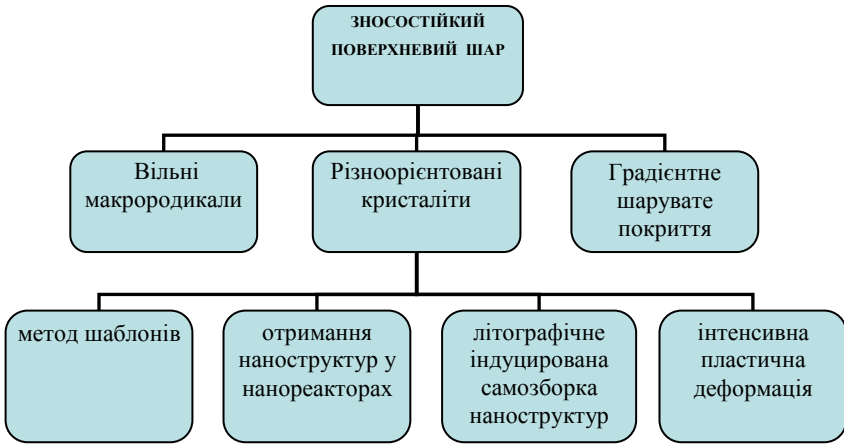 ЗНОСОСТІЙКИЙ
ПОВЕРХНЕВИЙ ШАР
Вільні
макрородикали
Різноорієнтовані
кристаліти
Градієнтне
шарувате
покриття
метод шаблонів
отримання
наноструктур у
нанореакторах
літографічне
індуцирована
самозборка
наноструктур
інтенсивна
пластична
деформація